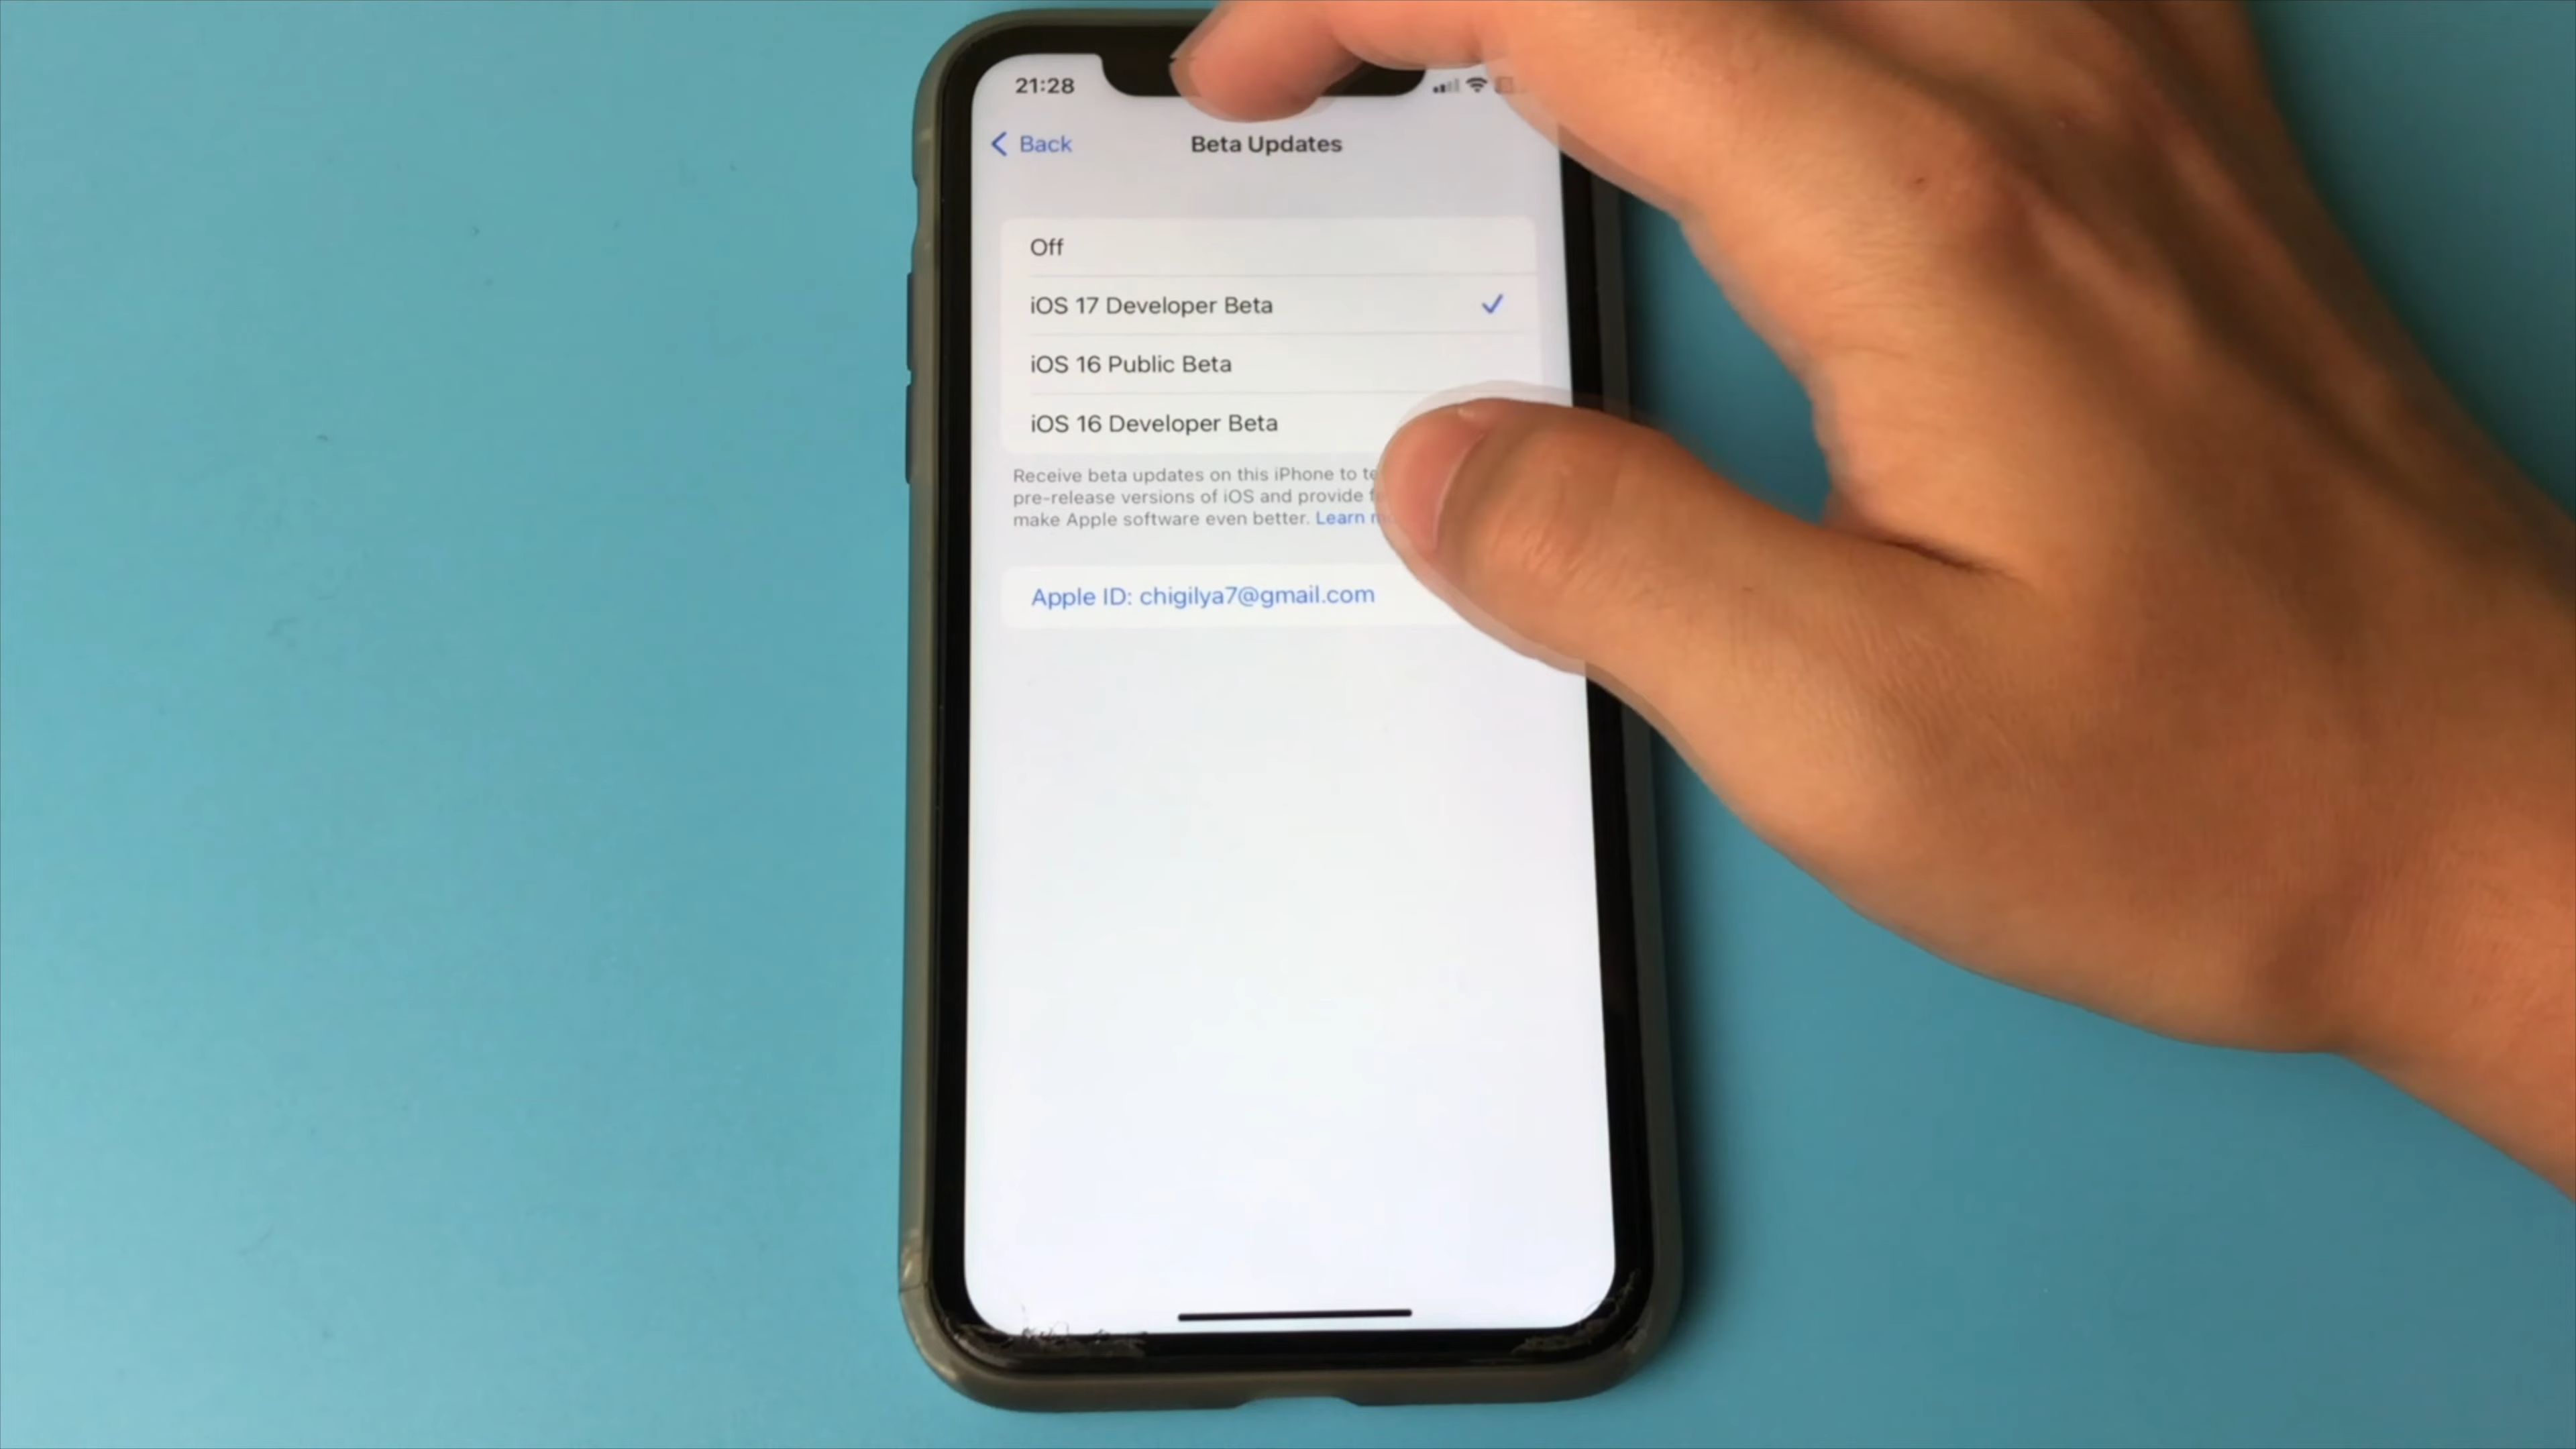 21:28
Back
Beta Updates
Off
iOS 17 Developer Beta
iOS 16 Public Beta
iOS 16 Developer Beta
Receive beta updates on this iPhone to
pre-release versions of iOS and provide
make Apple software even better. Learn
Apple ID: chigilya7@gmail.com